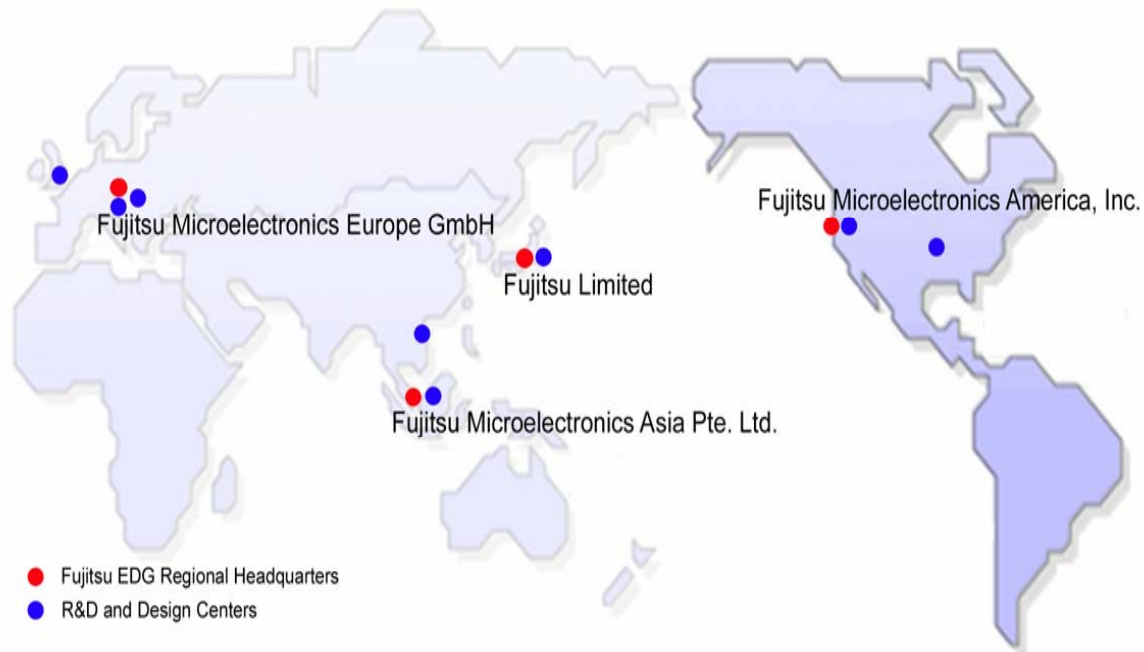 Fujitsu Microelectronics America, Inc.
Fujitsu Microelectronics Europe GmbH
Fujitsu Limited
Fujitsu Microelectronics Asia Pte. Ltd.
Fujitsu EDG Regional Headquarters
R&D and Design Centers